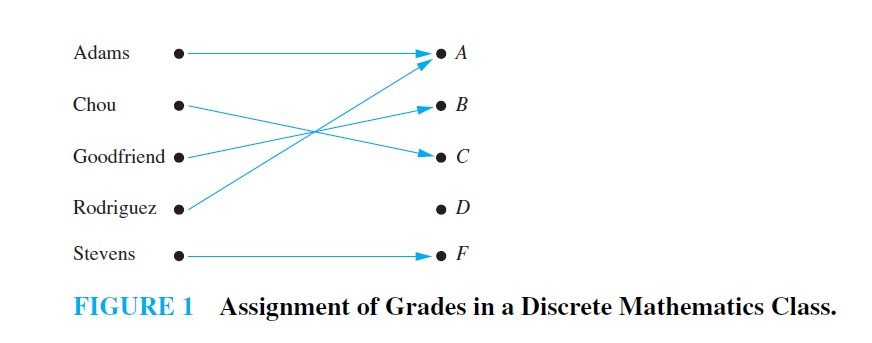 Adams A
Chou B
Goodfriend C
Rodriguez D
Stevens F
FIGURE 1 Assignment of Grades in a Discrete Mathematics Class.